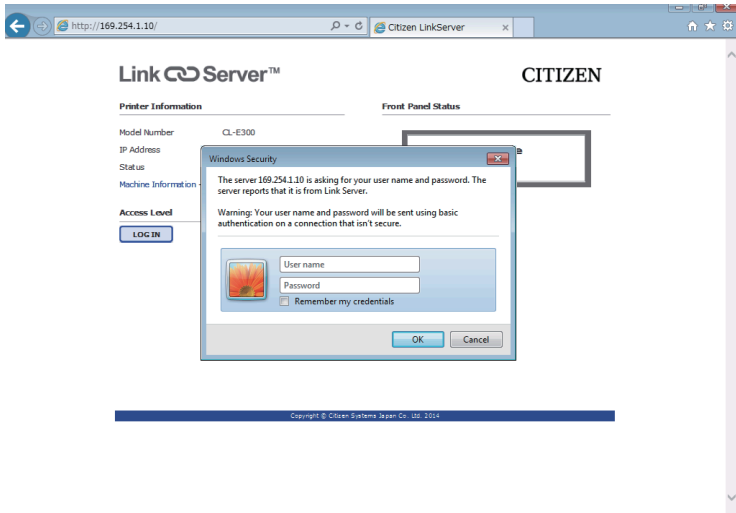 http://169.254.1.10/
Citizen LinkServer
Link Server™
CITIZEN
Printer Information
Front Panel Status
Model Number CL-E300
IP Address
Status
Machine Information
Access Level
LOG IN
Windows Security
The server 169.254.1.10 is asking for your user name and password. The
server reports that it is from Link Server.
Warning: Your user name and password will be sent using basic
authentication on a connection that isn't secure.
User name
Password
Remember my credentials
OK Cancel
Copyright © Citizen Systems Japan Co., Ltd. 2014